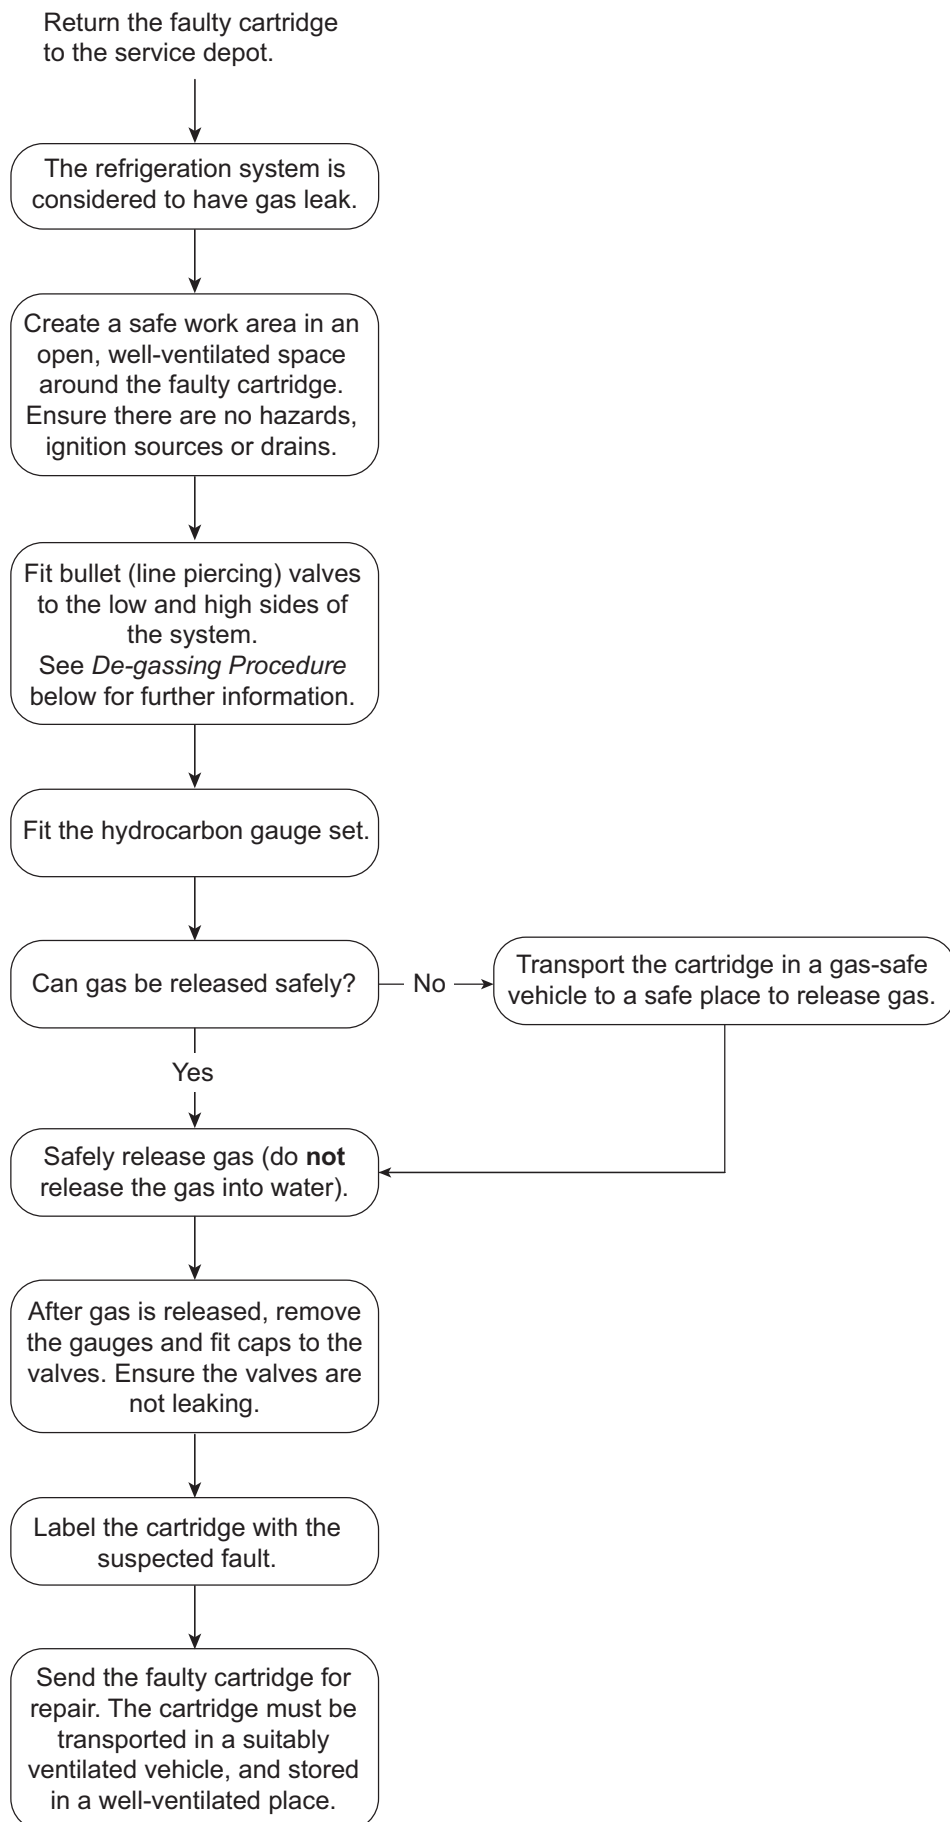 Return the faulty cartridge
to the service depot.
The refrigeration system is
considered to have gas leak.
Create a safe work area in an
open, well-ventilated space
around the faulty cartridge.
Ensure there are no hazards,
ignition sources or drains.
Fit bullet (line piercing) valves
to the low and high sides of
the system.
See De-gassing Procedure
below for further information.
Fit the hydrocarbon gauge set.
Can gas be released safely?
No
Transport the cartridge in a gas-safe
vehicle to a safe place to release gas.
Yes
Safely release gas (do not
release the gas into water).
After gas is released, remove
the gauges and fit caps to the
valves. Ensure the valves are
not leaking.
Label the cartridge with the
suspected fault.
Send the faulty cartridge for
repair. The cartridge must be
transported in a suitably
ventilated vehicle, and stored
in a well-ventilated place.